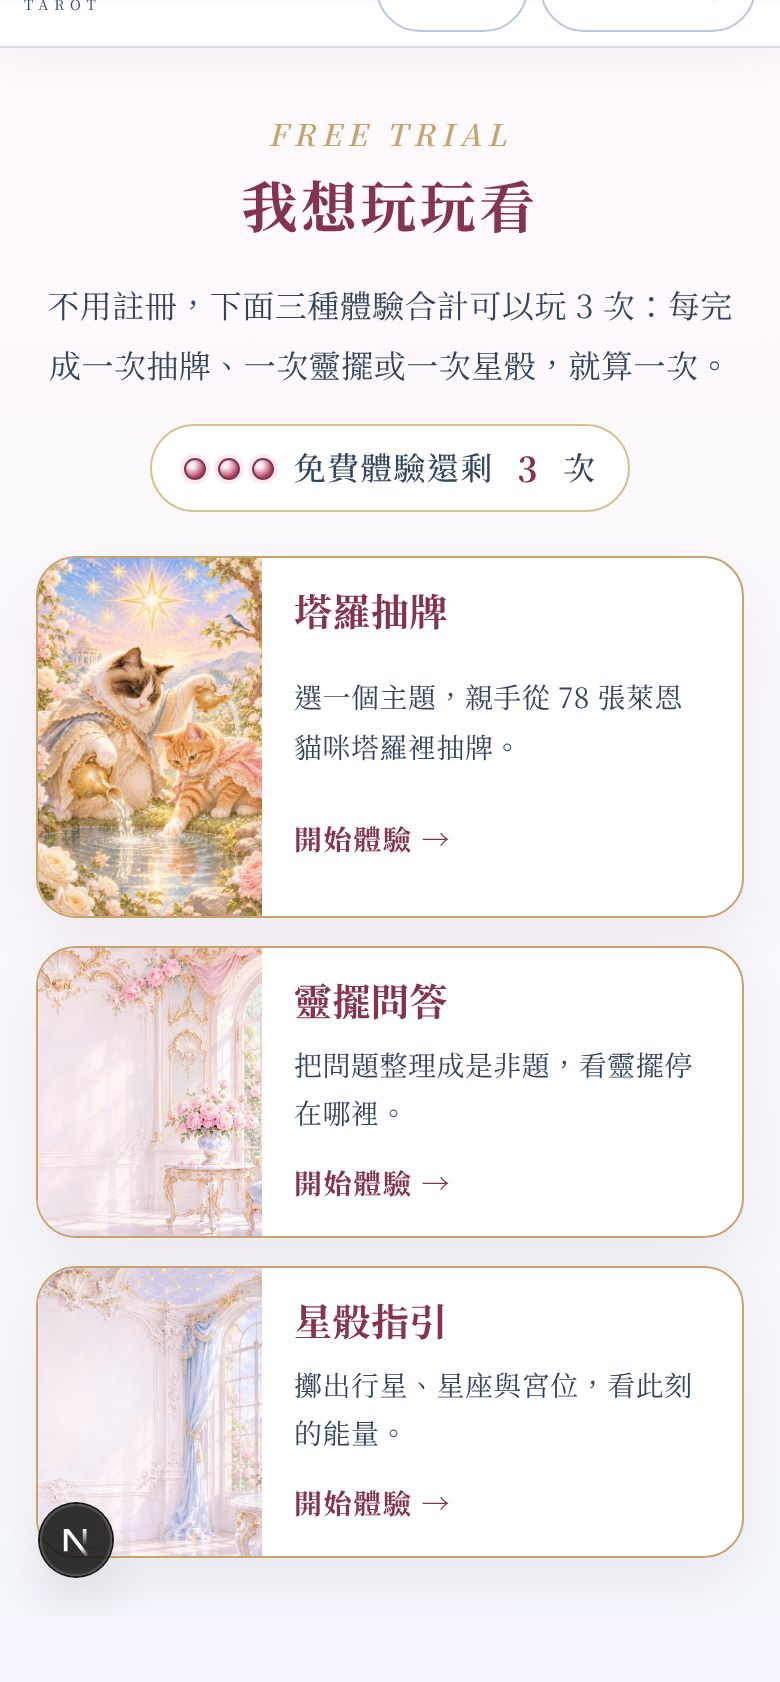 TAROT
FREE TRIAL
我想玩玩看
不用註冊，下面三種體驗合計可以玩 3 次：每完
成一次抽牌、一次靈擺或一次星骰，就算一次。
免費體驗還剩 3 次
塔羅抽牌
選一個主題，親手從 78 張萊恩
貓咪塔羅裡抽牌。
開始體驗 →
靈擺問答
把問題整理成是非題，看靈擺停
在哪裡。
開始體驗 →
星骰指引
擲出行星、星座與宮位，看此刻
的能量。
開始體驗 →
N